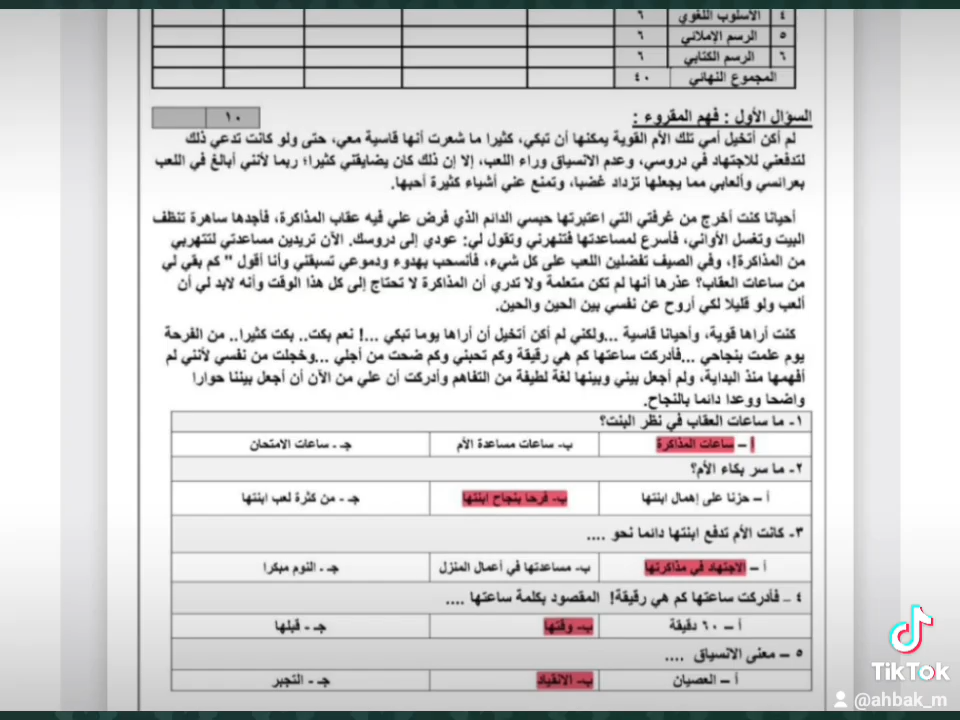 ٤ الأسلوب اللغوي ٦
٥ الرسم الإملائي ٦
٦ الرسم الكتابي ٦
المجموع النهائي ٤٠
السؤال الأول : فهم المقروء :
١٠
لم أكن أتخيل أمي تلك الأم القوية يمكنها أن تبكي، كثيرا ما شعرت أنها قاسية معي، حتى ولو كانت تدعي ذلك
لتدفعني للاجتهاد في دروسي، وعدم الانسياق وراء اللعب، إلا إن ذلك كان يضايقني كثيرا؛ ربما لأنني أبالغ في اللعب
بعرائسي وألعابي مما يجعلها تزداد غضبا، وتمنع عني أشياء كثيرة أحبها.
أحيانا كنت أخرج من غرفتي التي اعتبرتها حبسي الدائم الذي فرض علي فيه عقاب المذاكرة، فأجدها ساهرة تنظف
البيت وتغسل الأواني، فأسرع لمساعدتها فتنهرني وتقول لي: عودي إلى دروسك. الآن تريدين مساعدتي لتتهربي
من المذاكرة!، وفي الصيف تفضلين اللعب على كل شيء، فأنسحب بهدوء ودموعي تسبقني وأنا أقول " كم بقي لي
من ساعات العقاب؟ عذرها أنها لم تكن متعلمة ولا تدري أن المذاكرة لا تحتاج إلى كل هذا الوقت وأنه لابد لي أن
ألعب ولو قليلا لكي أروح عن نفسي بين الحين والحين.
كنت أراها قوية، وأحيانا قاسية ...ولكني لم أكن أتخيل أن أراها يوما تبكي ...! نعم بكت.. بكت كثيرا.. من الفرحة
يوم علمت بنجاحي ...فأدركت ساعتها كم هي رقيقة وكم تحبني وكم ضحت من أجلي ...وخجلت من نفسي لأنني لم
أفهمها منذ البداية، ولم أجعل بيني وبينها لغة لطيفة من التفاهم وأدركت أن علي من الآن أن أجعل بيننا حوارا
واضحا ووعدا دائما بالنجاح.
١- ما ساعات العقاب في نظر البنت؟
أ – ساعات المذاكرة ب- ساعات مساعدة الأم جـ - ساعات الامتحان
٢- ما سر بكاء الأم؟
أ – حزنا على إهمال ابنتها ب- فرحا بنجاح ابنتها جـ - من كثرة لعب ابنتها
٣- كانت الأم تدفع ابنتها دائما نحو ....
أ – الاجتهاد في مذاكرتها ب- مساعدتها في أعمال المنزل جـ - النوم مبكرا
٤ – فأدركت ساعتها كم هي رقيقة! المقصود بكلمة ساعتها ....
أ – ٦٠ دقيقة ب- وقتها جـ - قبلها
٥ – معنى الانسياق ....
أ – العصيان ب- الانقياد جـ - التجبر
TikTok
@ahbak_m